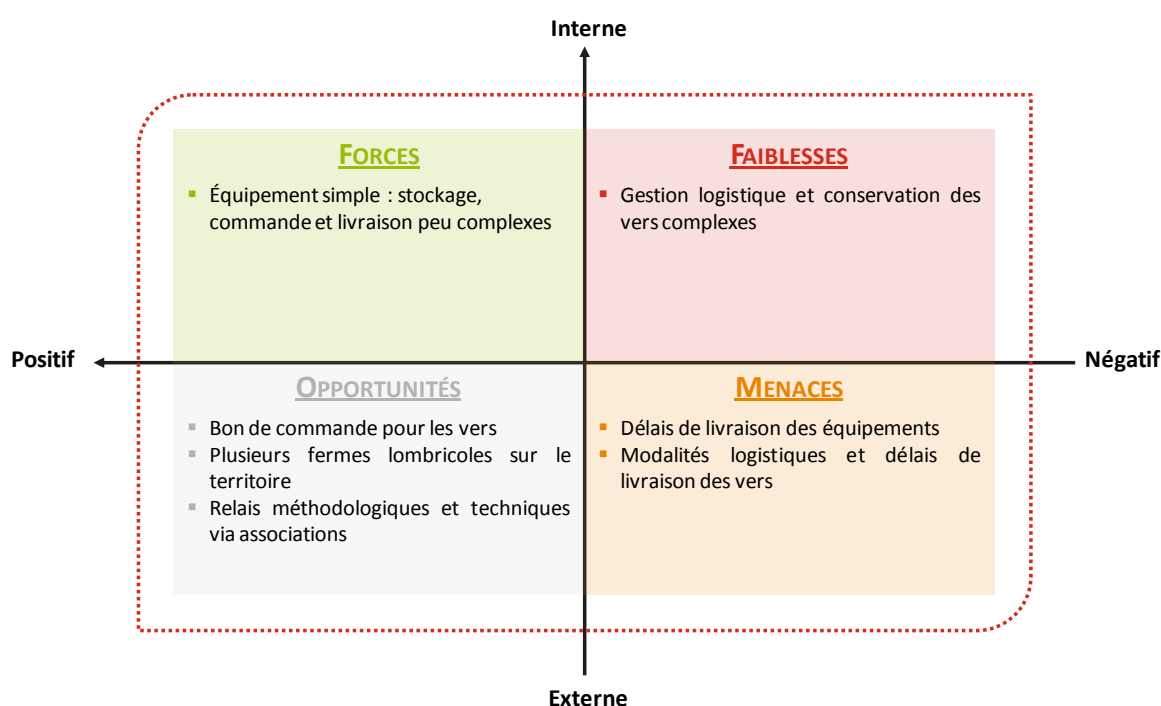 Interne
FORCES
▪ Équipement simple : stockage,
commande et livraison peu complexes
FAIBLESSES
▪ Gestion logistique et conservation des
vers complexes
Positif
Négatif
OPPORTUNITÉS
▪ Bon de commande pour les vers
▪ Plusieurs fermes lombricoles sur le
territoire
▪ Relais méthodologiques et techniques
via associations
MENACES
▪ Délais de livraison des équipements
▪ Modalités logistiques et délais de
livraison des vers
Externe